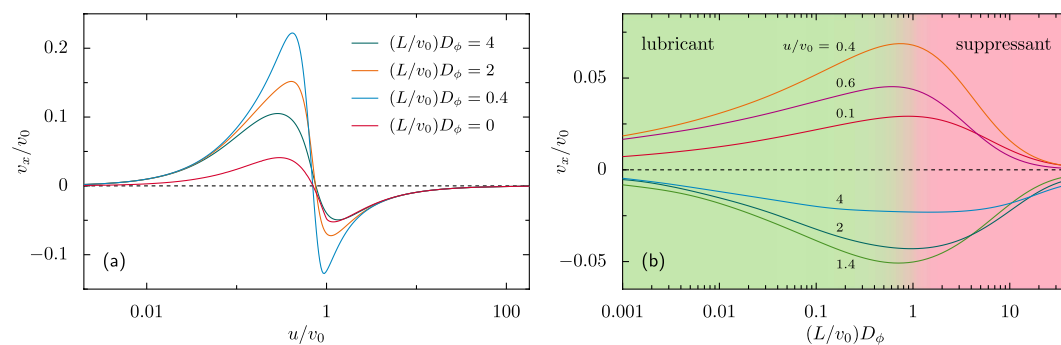 0.2
0.1
0
−0.1
v_x/v_0
(L/v_0)D_ϕ = 4
(L/v_0)D_ϕ = 2
(L/v_0)D_ϕ = 0.4
(L/v_0)D_ϕ = 0
(a)
0.01
1
100
u/v_0
0.05
0
−0.05
v_x/v_0
lubricant
u/v_0 = 0.4
suppressant
0.6
0.1
4
2
1.4
(b)
0.001
0.01
0.1
1
10
(L/v_0)D_ϕ